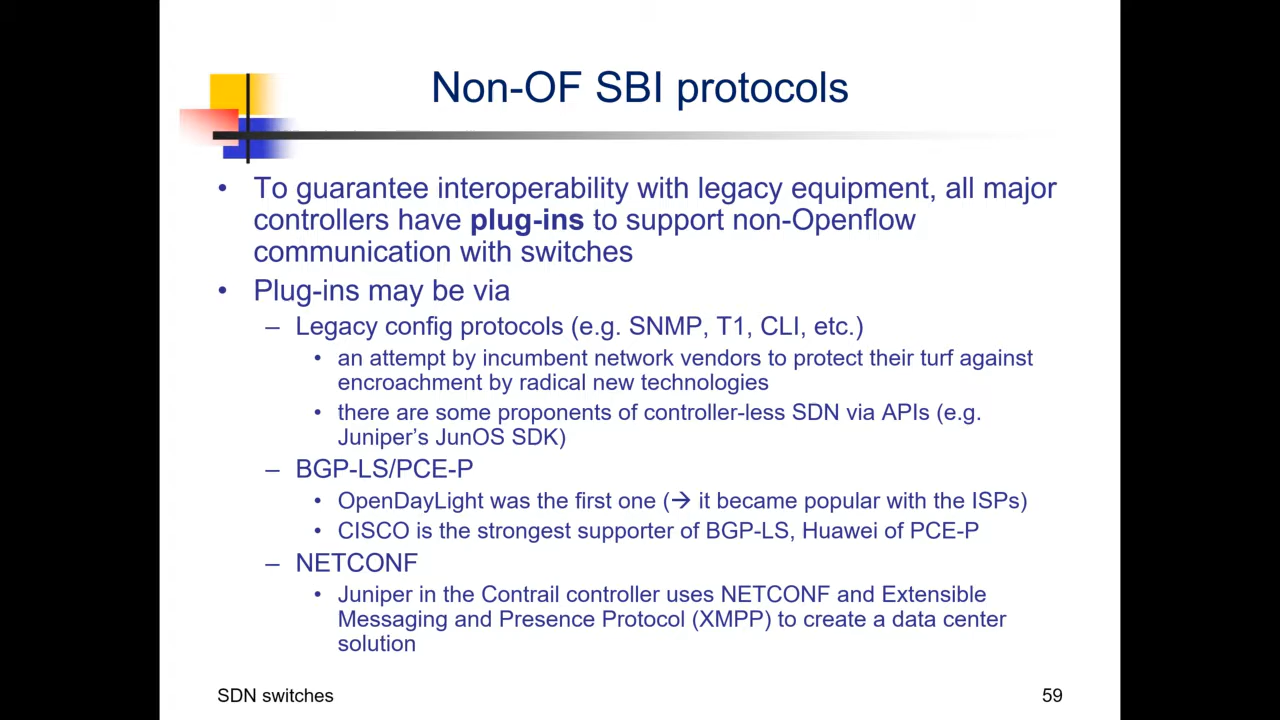 Non-OF SBI protocols
• To guarantee interoperability with legacy equipment, all major
controllers have plug-ins to support non-Openflow
communication with switches
• Plug-ins may be via
– Legacy config protocols (e.g. SNMP, T1, CLI, etc.)
• an attempt by incumbent network vendors to protect their turf against
encroachment by radical new technologies
• there are some proponents of controller-less SDN via APIs (e.g.
Juniper’s JunOS SDK)
– BGP-LS/PCE-P
• OpenDayLight was the first one (→ it became popular with the ISPs)
• CISCO is the strongest supporter of BGP-LS, Huawei of PCE-P
– NETCONF
• Juniper in the Contrail controller uses NETCONF and Extensible
Messaging and Presence Protocol (XMPP) to create a data center
solution
SDN switches
59